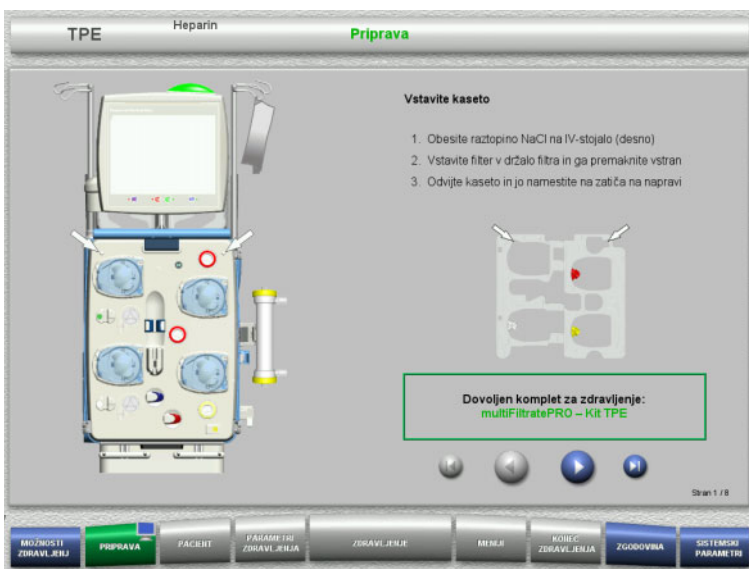 TPE
Heparin
Priprava
Vstavite kaseto
1. Obesite raztopino NaCl na IV-stojalo (desno)
2. Vstavite filter v držalo filtra in ga premaknite vstran
3. Odvijte kaseto in jo namestite na zatiča na napravi
Dovoljen komplet za zdravljenje:
multiFiltratePRO – Kit TPE
Stran 1 / 8
MOŽNOSTI
ZDRAVLJENJ
PRIPRAVA
PACIENT
PARAMETRI
ZDRAVLJENJA
ZDRAVLJENJE
MENIJI
KONEC
ZDRAVLJENJA
ZGODOVINA
SISTEMSKI
PARAMETRI